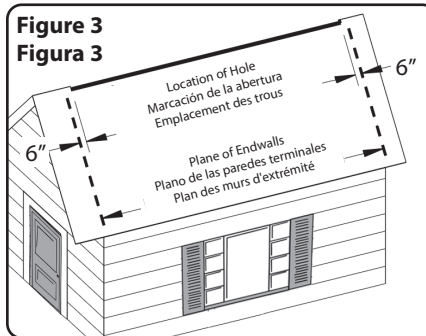 Figure 3
Figura 3
Location of Hole
Marcación de la abertura
Emplacement des trous
6”
6”
Plane of Endwalls
Plano de las paredes terminales
Plan des murs d'extrémité